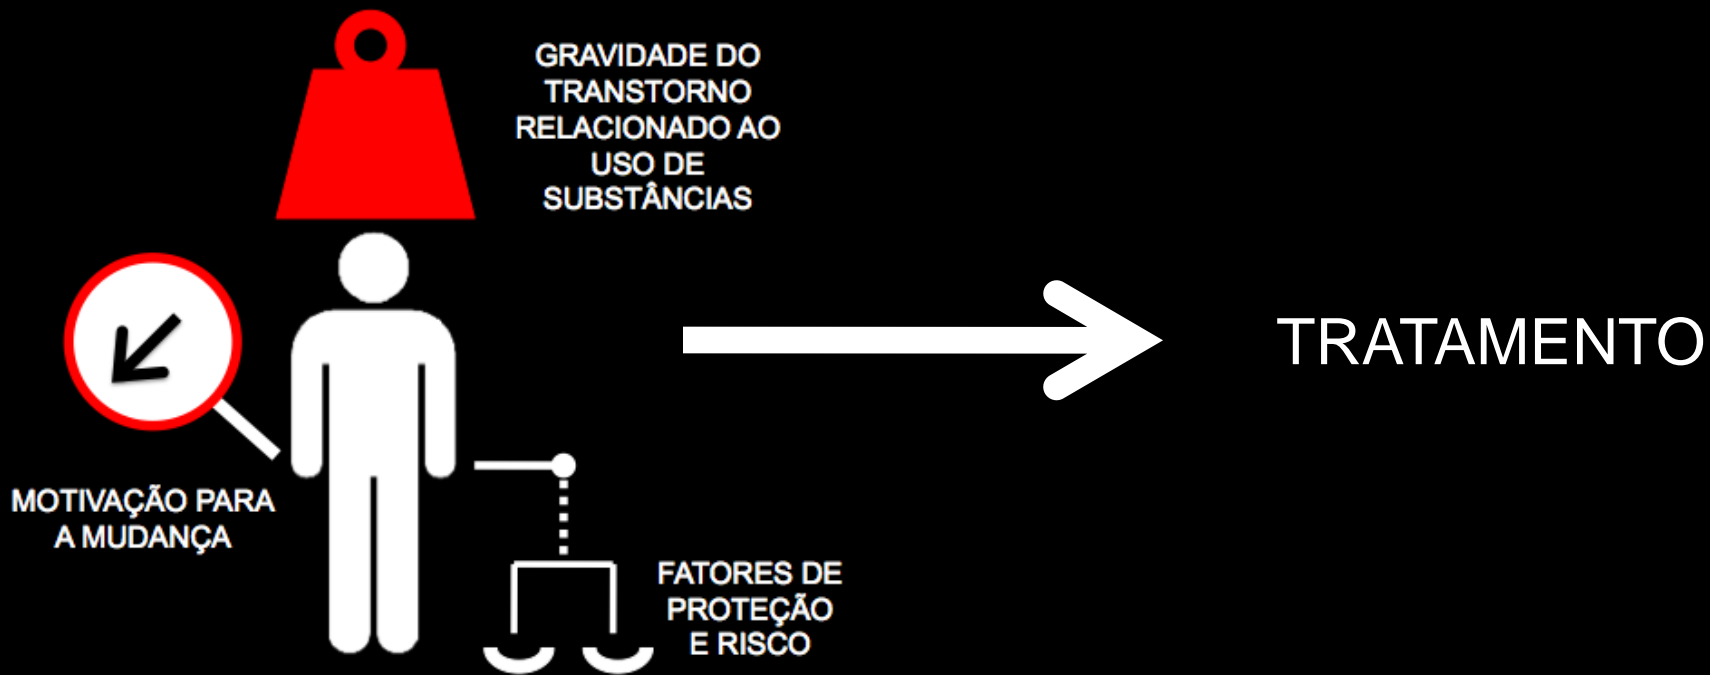 GRAVIDADE DO
TRANSTORNO
RELACIONADO AO
USO DE
SUBSTÂNCIAS
TRATAMENTO
MOTIVAÇÃO PARA
A MUDANÇA
FATORES DE
PROTEÇÃO
E RISCO